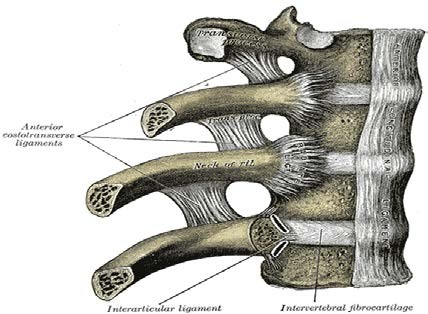 Transverse
process
Anterior
costotransverse
ligaments
Neck of rib
Interarticular ligament
Intervertebral fibrocartilage